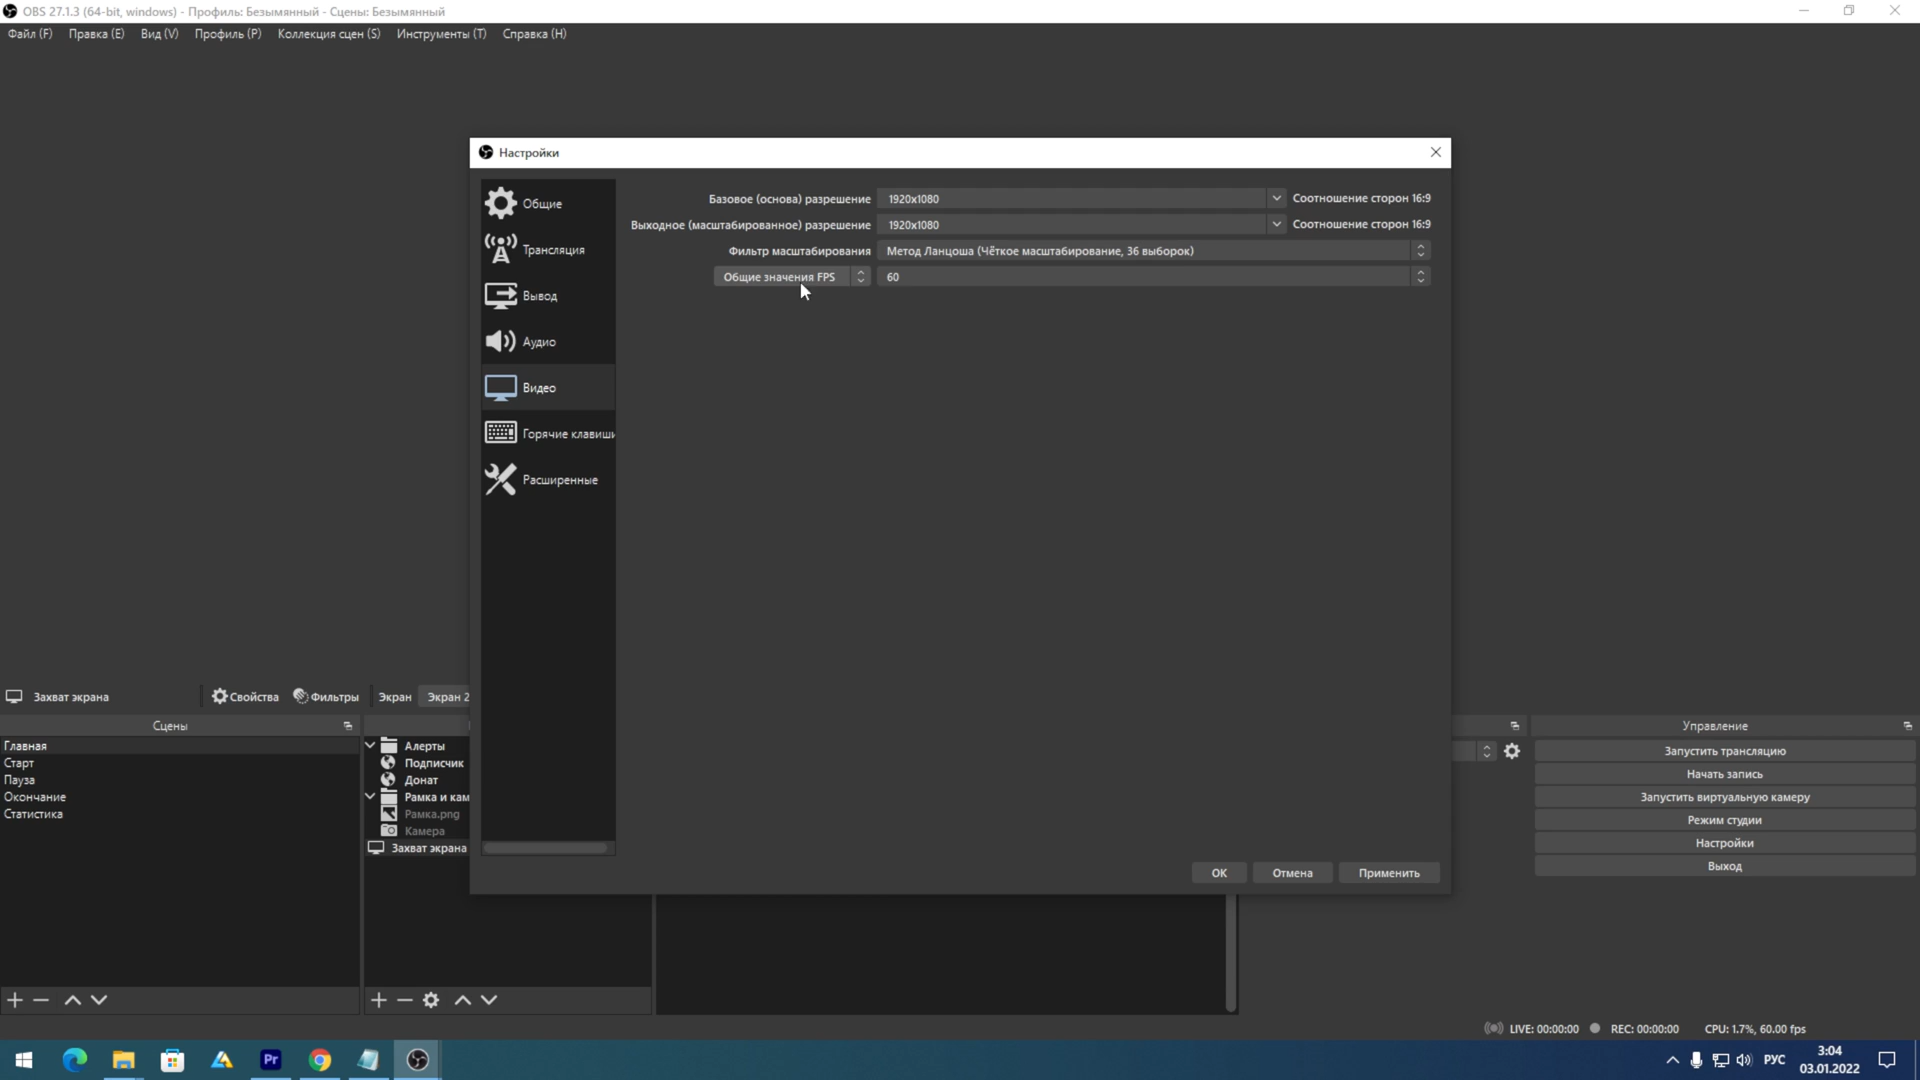 OBS 27.1.3 (64-bit, windows) - Профиль: Безымянный - Сцены: Безымянный
Файл (F) Правка (E) Вид (V) Профиль (P) Коллекция сцен (S) Инструменты (T) Справка (H)
Настройки
Общие
Трансляция
Вывод
Аудио
Видео
Горячие клавиши
Расширенные
Базовое (основа) разрешение 1920x1080 Соотношение сторон 16:9
Выходное (масштабированное) разрешение 1920x1080 Соотношение сторон 16:9
Фильтр масштабирования Метод Ланцоша (Чёткое масштабирование, 36 выборок)
Общие значения FPS 60
ОК Отмена Применить
Захват экрана Свойства Фильтры Экран Экран 2
Сцены
Главная
Старт
Пауза
Окончание
Статистика
Алерты
Подписчик
Донат
Рамка и кам
Рамка.png
Камера
Захват экрана
Управление
Запустить трансляцию
Начать запись
Запустить виртуальную камеру
Режим студии
Настройки
Выход
LIVE: 00:00:00 REC: 00:00:00 CPU: 1.7%, 60.00 fps
Pr
РУС
3:04
03.01.2022